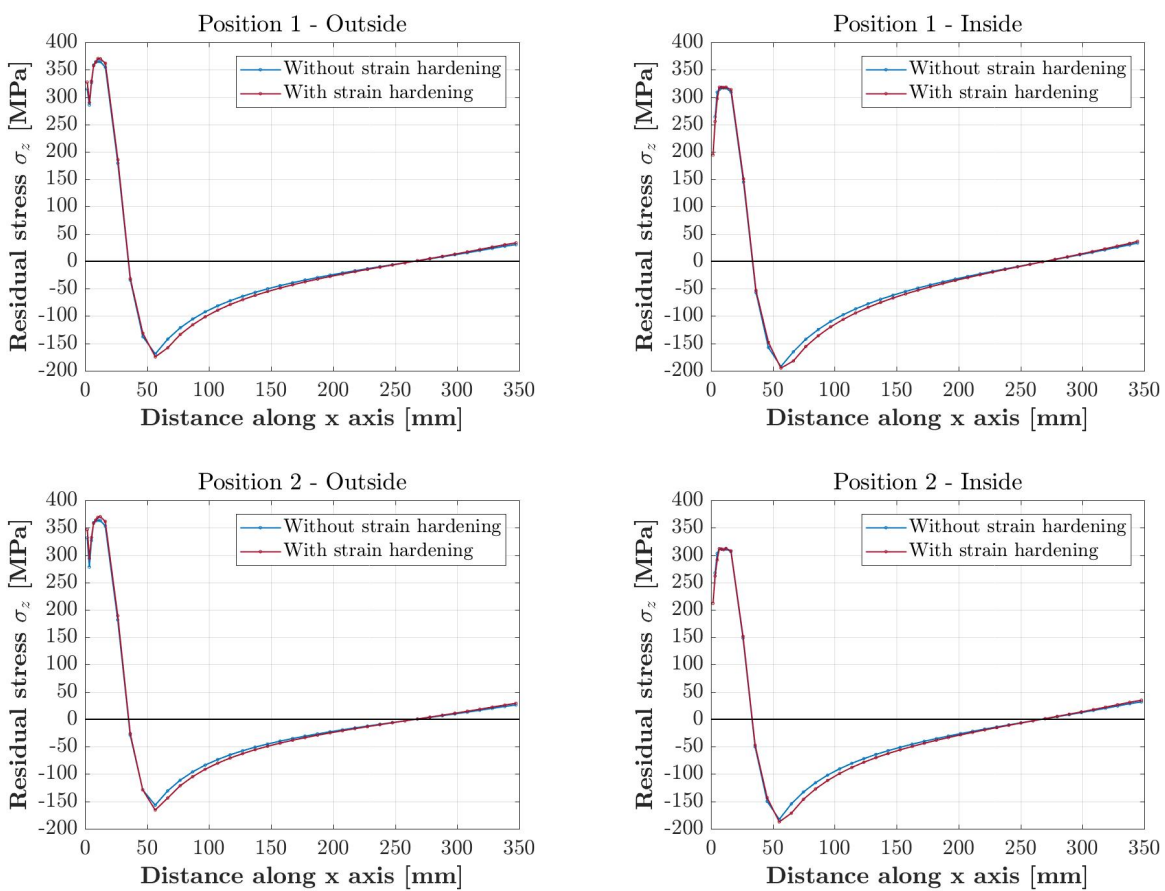 Position 1 - Outside
Residual stress σz [MPa]
400
350
300
250
200
150
100
50
0
-50
-100
-150
-200
Without strain hardening
With strain hardening
0 50 100 150 200 250 300 350
Distance along x axis [mm]
Position 1 - Inside
Residual stress σz [MPa]
400
350
300
250
200
150
100
50
0
-50
-100
-150
-200
Without strain hardening
With strain hardening
0 50 100 150 200 250 300 350
Distance along x axis [mm]
Position 2 - Outside
Residual stress σz [MPa]
400
350
300
250
200
150
100
50
0
-50
-100
-150
-200
Without strain hardening
With strain hardening
0 50 100 150 200 250 300 350
Distance along x axis [mm]
Position 2 - Inside
Residual stress σz [MPa]
400
350
300
250
200
150
100
50
0
-50
-100
-150
-200
Without strain hardening
With strain hardening
0 50 100 150 200 250 300 350
Distance along x axis [mm]